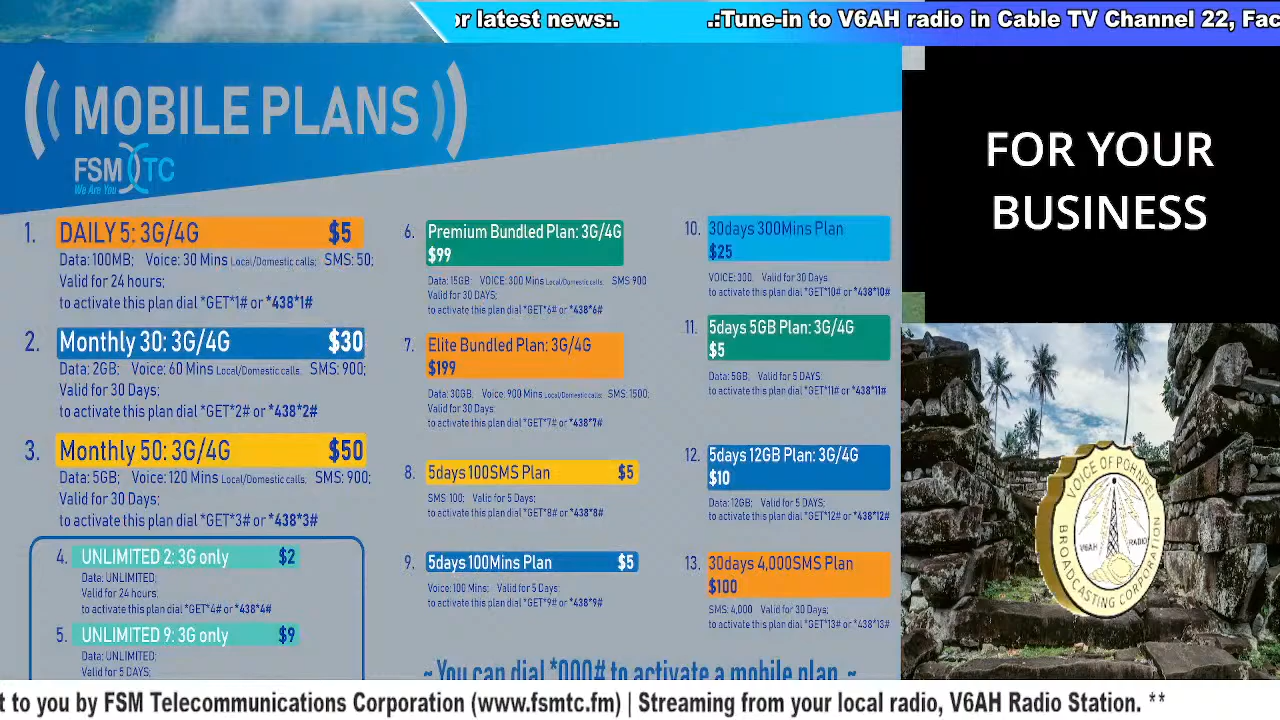 or latest news:.
.:Tune-in to V6AH radio in Cable TV Channel 22, Fac
MOBILE PLANS
FSM TC
We Are You
1. DAILY 5: 3G/4G $5
Data: 100MB; Voice: 30 Mins Local/Domestic calls; SMS: 50;
Valid for 24 hours;
to activate this plan dial *GET*1# or *438*1#
2. Monthly 30: 3G/4G $30
Data: 2GB; Voice: 60 Mins Local/Domestic calls; SMS: 900;
Valid for 30 Days;
to activate this plan dial *GET*2# or *438*2#
3. Monthly 50: 3G/4G $50
Data: 5GB; Voice: 120 Mins Local/Domestic calls; SMS: 900;
Valid for 30 Days;
to activate this plan dial *GET*3# or *438*3#
4. UNLIMITED 2: 3G only $2
Data: UNLIMITED;
Valid for 24 hours;
to activate this plan dial *GET*4# or *438*4#
5. UNLIMITED 9: 3G only $9
Data: UNLIMITED;
Valid for 5 DAYS;
6. Premium Bundled Plan: 3G/4G
$99
Data: 15GB; VOICE: 300 Mins Local/Domestic calls; SMS 900
Valid for 30 DAYS;
to activate this plan dial *GET*6# or *438*6#
7. Elite Bundled Plan: 3G/4G
$199
Data: 30GB; Voice: 900 Mins Local/Domestic calls; SMS: 1500;
Valid for 30 Days;
to activate this plan dial *GET*7# or *438*7#
8. 5days 100SMS Plan $5
SMS: 100; Valid for 5 Days;
to activate this plan dial *GET*8# or *438*8#
9. 5days 100Mins Plan $5
Voice: 100 Mins; Valid for 5 Days;
to activate this plan dial *GET*9# or *438*9#
10. 30days 300Mins Plan
$25
VOICE: 300 Valid for 30 Days
to activate this plan dial *GET*10# or *438*10#
11. 5days 5GB Plan: 3G/4G
$5
Data: 5GB; Valid for 5 DAYS;
to activate this plan dial *GET*11# or *438*11#
12. 5days 12GB Plan: 3G/4G
$10
Data: 12GB; Valid for 5 DAYS;
to activate this plan dial *GET*12# or *438*12#
13. 30days 4,000SMS Plan
$100
SMS: 4,000 Valid for 30 Days;
to activate this plan dial *GET*13# or *438*13#
~ You can dial *000# to activate a mobile plan ~
FOR YOUR
BUSINESS
VOICE OF POHNPEI
V6AH RADIO
BROADCASTING CORPORATION
t to you by FSM Telecommunications Corporation (www.fsmtc.fm) | Streaming from your local radio, V6AH Radio Station. **